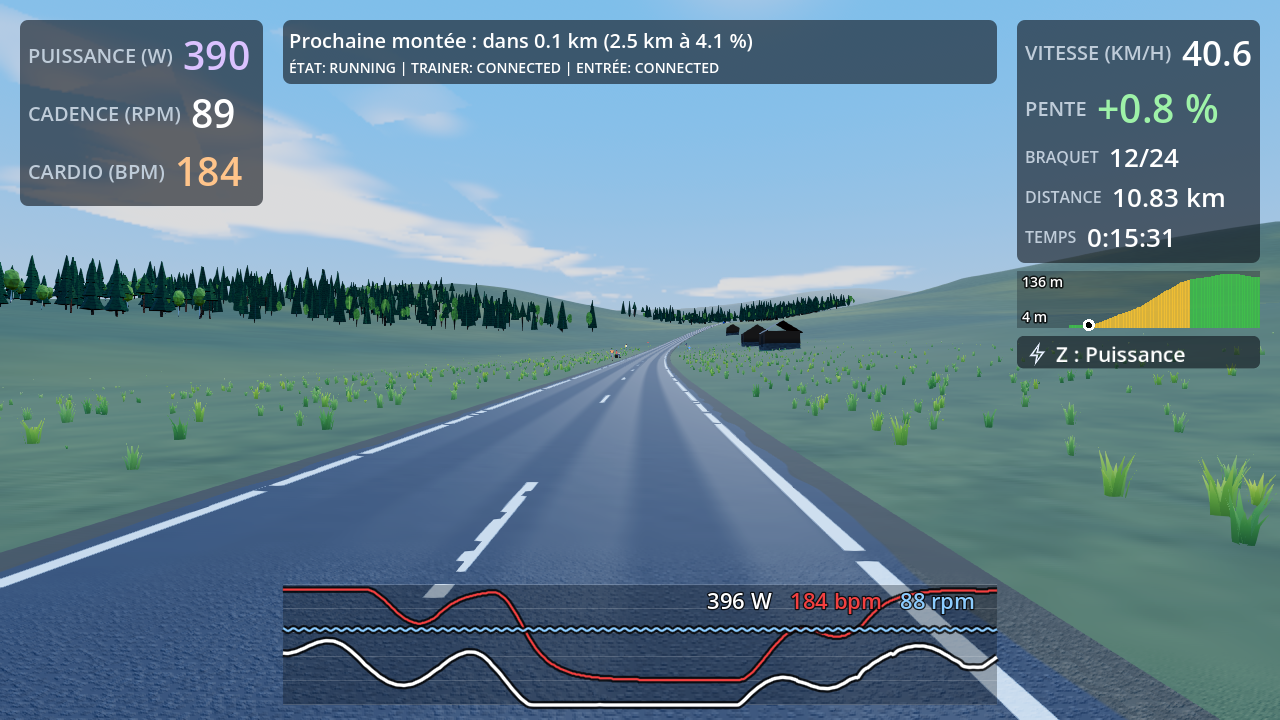 PUISSANCE (W) 390
CADENCE (RPM) 89
CARDIO (BPM) 184
Prochaine montée : dans 0.1 km (2.5 km à 4.1 %)
ÉTAT: RUNNING | TRAINER: CONNECTED | ENTRÉE: CONNECTED
VITESSE (KM/H) 40.6
PENTE +0.8 %
BRAQUET 12/24
DISTANCE 10.83 km
TEMPS 0:15:31
136 m
4 m
Z : Puissance
396 W 184 bpm 88 rpm